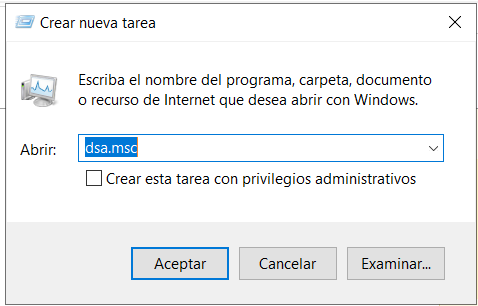 Crear nueva tarea
Escriba el nombre del programa, carpeta, documento
o recurso de Internet que desea abrir con Windows.
Abrir: dsa.msc
Crear esta tarea con privilegios administrativos
Aceptar Cancelar Examinar...